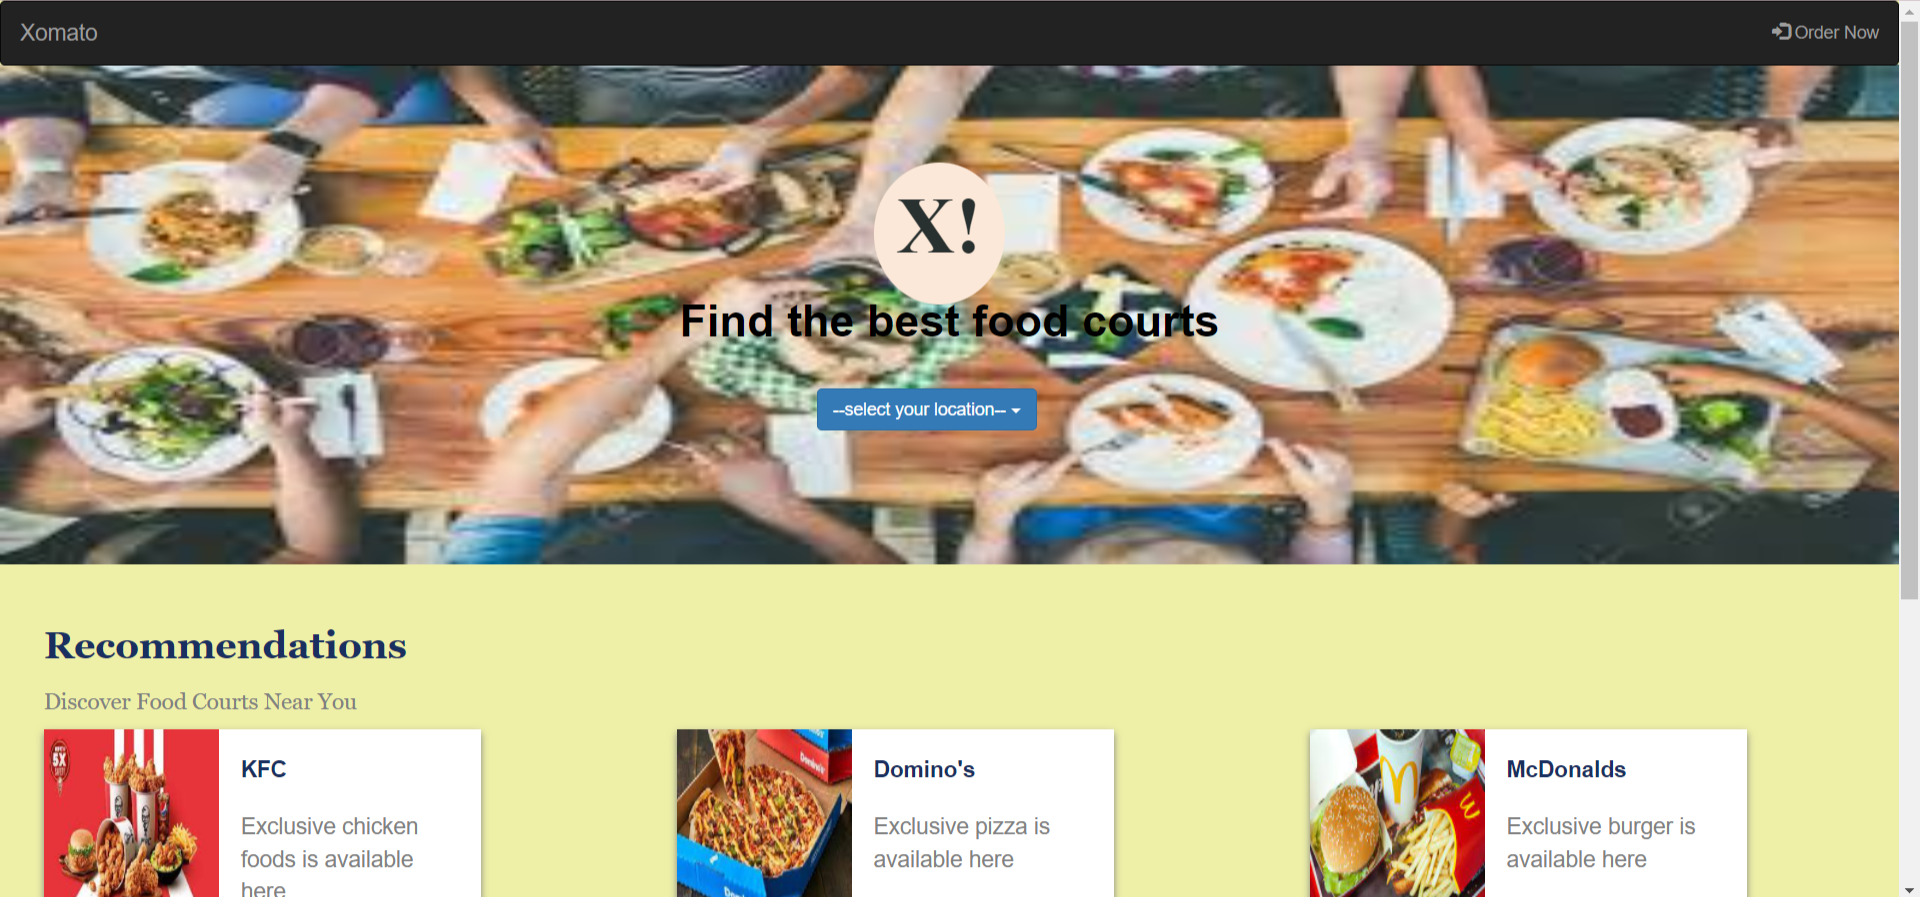 Xomato
Order Now
X!
Find the best food courts
--select your location--
Recommendations
Discover Food Courts Near You
5X
KFC
Exclusive chicken
foods is available
here
Domino's
Exclusive pizza is
available here
McDonalds
Exclusive burger is
available here